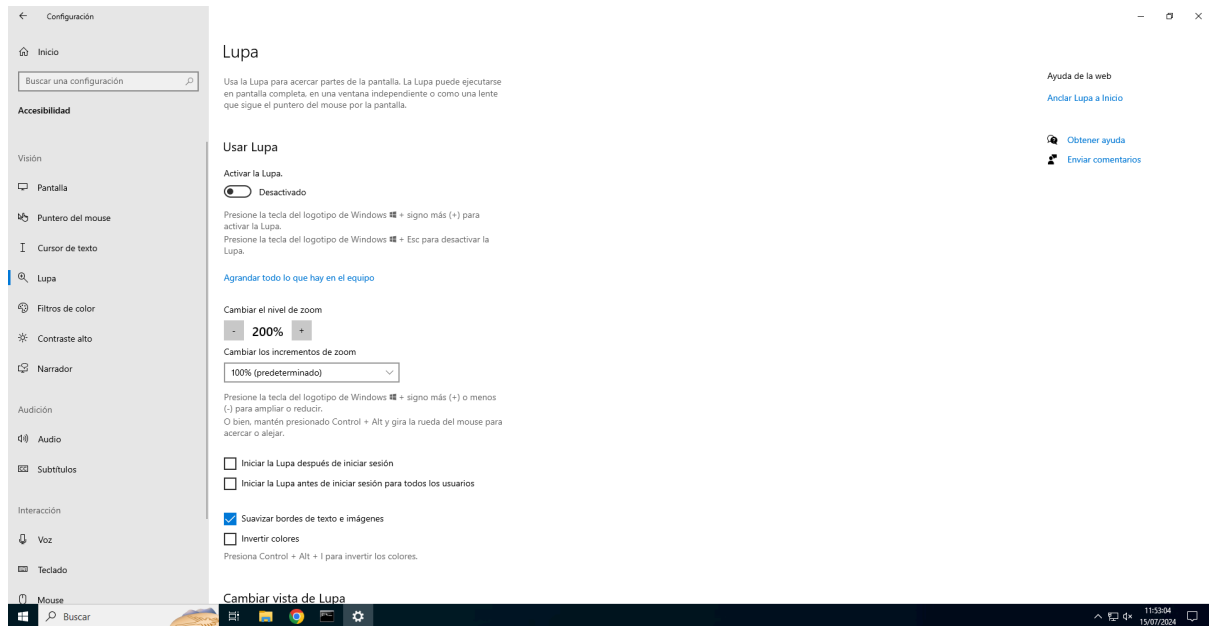 Configuración
Inicio
Buscar una configuración
Accesibilidad
Visión
Pantalla
Puntero del mouse
Cursor de texto
Lupa
Filtros de color
Contraste alto
Narrador
Audición
Audio
Subtítulos
Interacción
Voz
Teclado
Mouse
Lupa
Usa la Lupa para acercar partes de la pantalla. La Lupa puede ejecutarse
en pantalla completa, en una ventana independiente o como una lente
que sigue el puntero del mouse por la pantalla.
Usar Lupa
Activar la Lupa.
Desactivado
Presione la tecla del logotipo de Windows + signo más (+) para
activar la Lupa.
Presione la tecla del logotipo de Windows + Esc para desactivar la
Lupa.
Agrandar todo lo que hay en el equipo
Cambiar el nivel de zoom
- 200% +
Cambiar los incrementos de zoom
100% (predeterminado)
Presione la tecla del logotipo de Windows + signo más (+) o menos
(-) para ampliar o reducir.
O bien, mantén presionado Control + Alt y gira la rueda del mouse para
acercar o alejar.
Iniciar la Lupa después de iniciar sesión
Iniciar la Lupa antes de iniciar sesión para todos los usuarios
Suavizar bordes de texto e imágenes
Invertir colores
Presiona Control + Alt + I para invertir los colores.
Cambiar vista de Lupa
Ayuda de la web
Anclar Lupa a Inicio
Obtener ayuda
Enviar comentarios
Buscar
11:53:04
15/07/2024